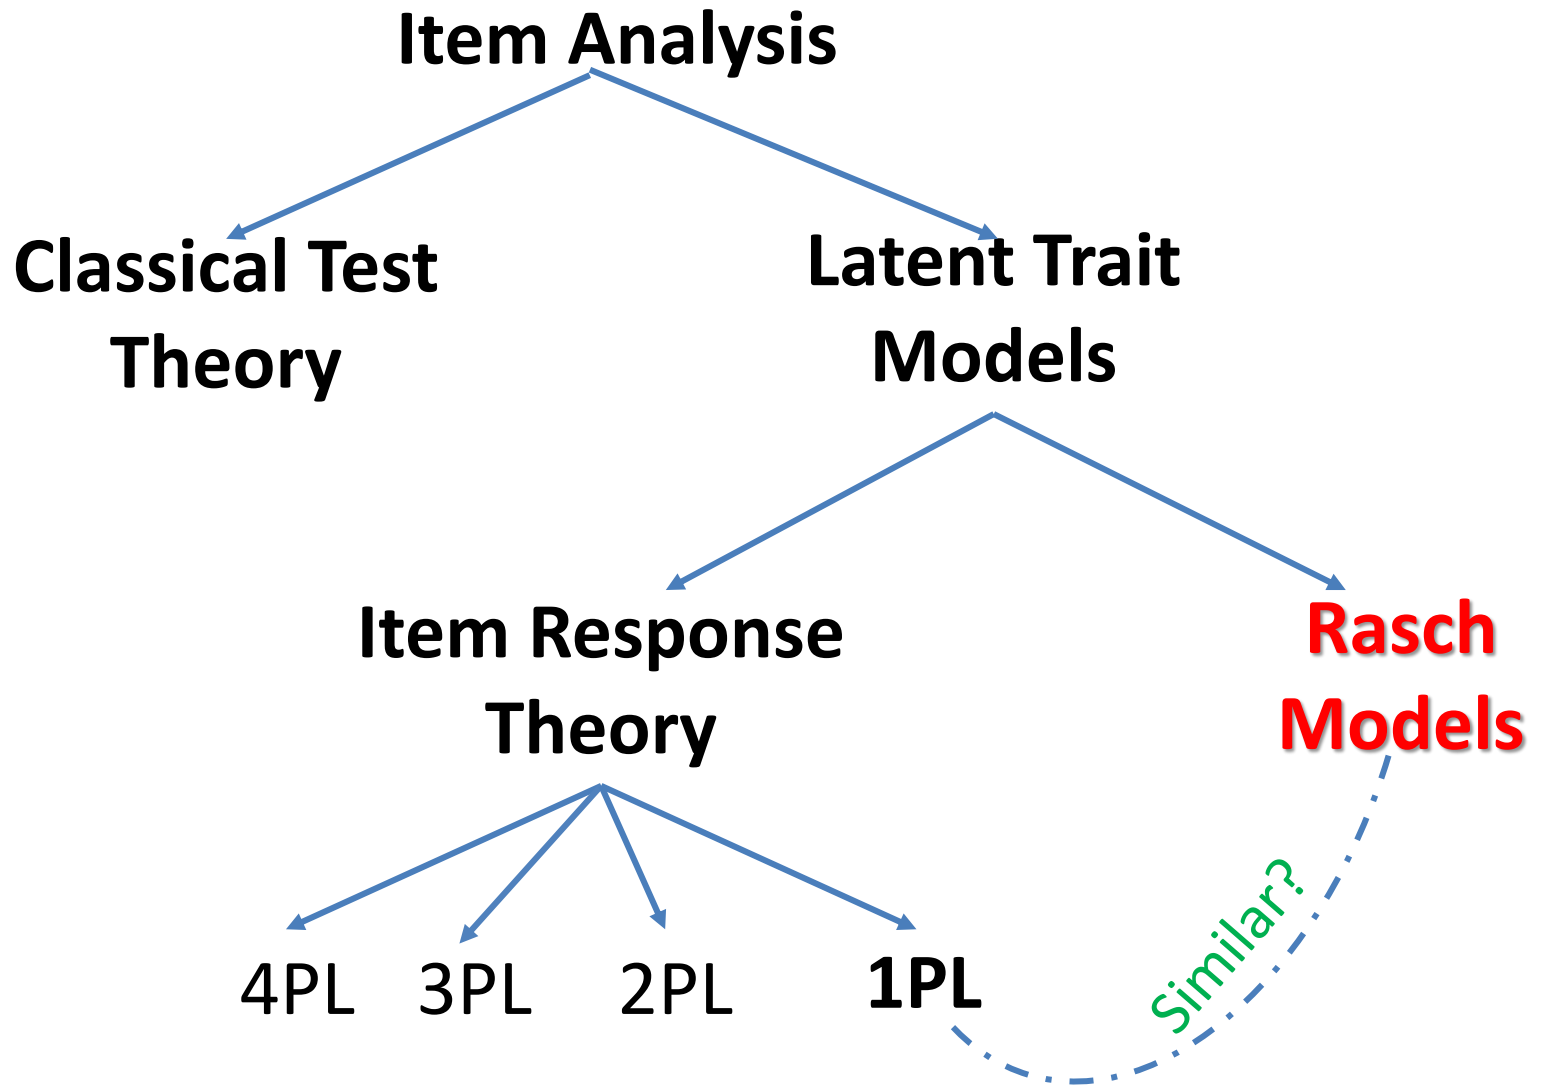 Item Analysis
Classical Test
Theory
Latent Trait
Models
Item Response
Theory
Rasch
Models
4PL
3PL
2PL
1PL
Similar?